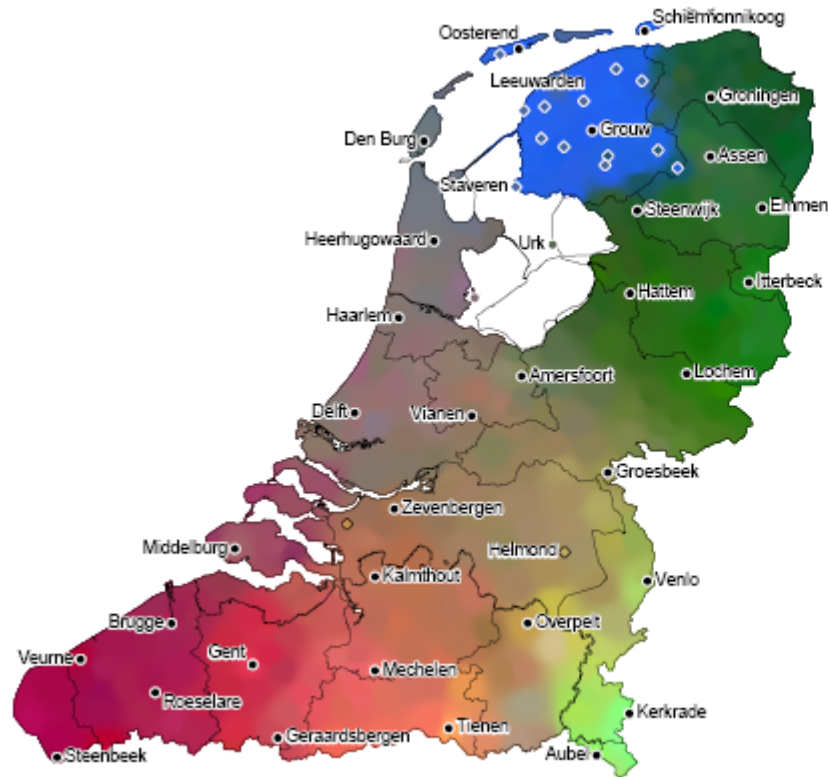 Schiermonnikoog
Oosterend
Leeuwarden
Groningen
Grouw
Den Burg
Assen
Staveren
Steenwijk
Emmen
Heerhugowaard
Urk
Itterbeck
Hattem
Haarlem
Lochem
Amersfoort
Delft
Vianen
Groesbeek
Zevenbergen
Middelburg
Helmond
Kalmthout
Venlo
Brugge
Overpelt
Veurne
Gent
Mechelen
Roeselare
Kerkrade
Geraardsbergen
Tienen
Steenbeek
Aubel